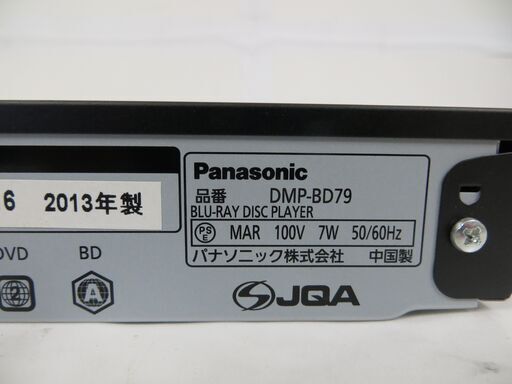 Panasonic
品番 DMP-BD79
BLU-RAY DISC PLAYER
PSE MAR 100V 7W 50/60Hz
パナソニック株式会社 中国製
6 2013年製
DVD BD
2 A
JQA